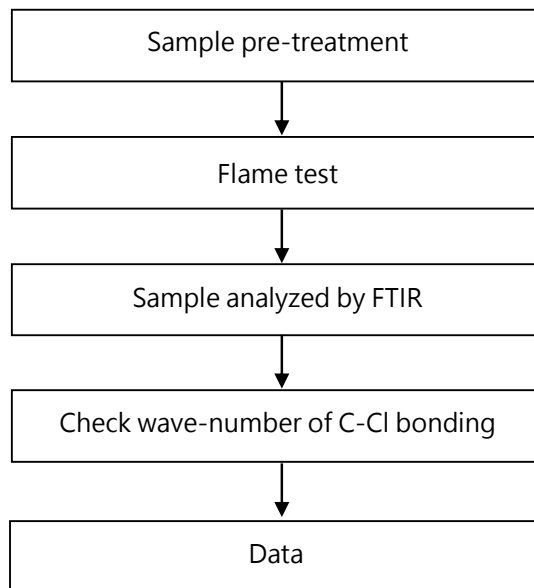 Sample pre-treatment
Flame test
Sample analyzed by FTIR
Check wave-number of C-Cl bonding
Data